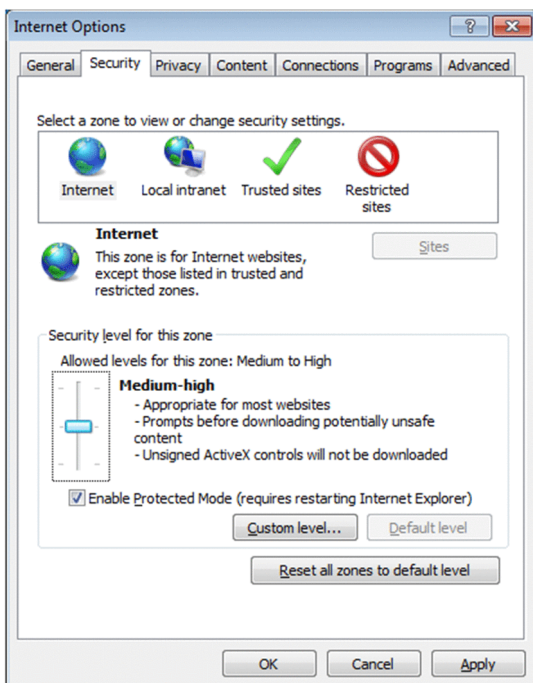 Internet Options
General Security Privacy Content Connections Programs Advanced
Select a zone to view or change security settings.
Internet Local intranet Trusted sites Restricted
sites
Internet
This zone is for Internet websites,
except those listed in trusted and
restricted zones.
Sites
Security level for this zone
Allowed levels for this zone: Medium to High
Medium-high
- Appropriate for most websites
- Prompts before downloading potentially unsafe
content
- Unsigned ActiveX controls will not be downloaded
Enable Protected Mode (requires restarting Internet Explorer)
Custom level... Default level
Reset all zones to default level
OK Cancel Apply